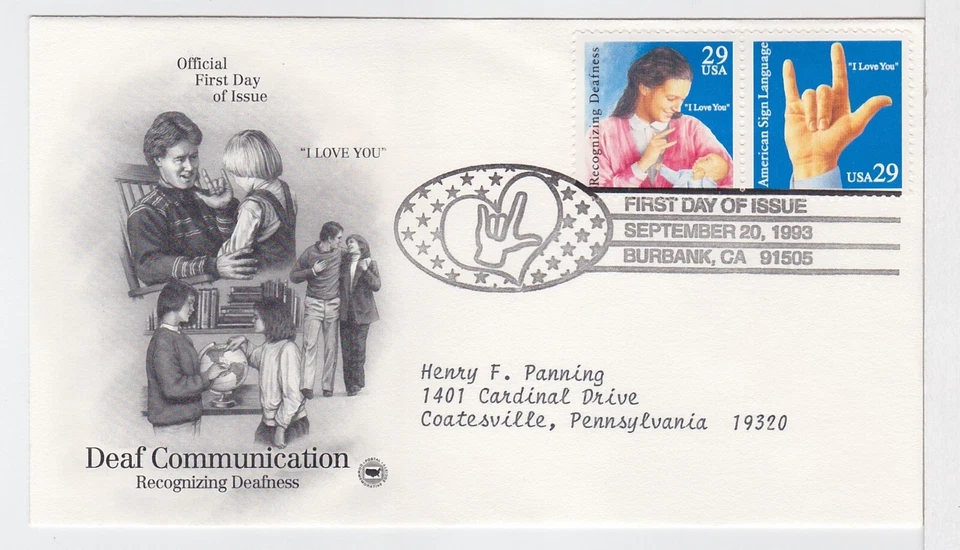 Official
First Day
of Issue
"I LOVE YOU"
Recognizing Deafness
29
USA
"I Love You"
American Sign Language
"I Love You"
USA 29
FIRST DAY OF ISSUE
SEPTEMBER 20, 1993
BURBANK, CA 91505
Henry F. Panning
1401 Cardinal Drive
Coatesville, Pennsylvania 19320
Deaf Communication
Recognizing Deafness